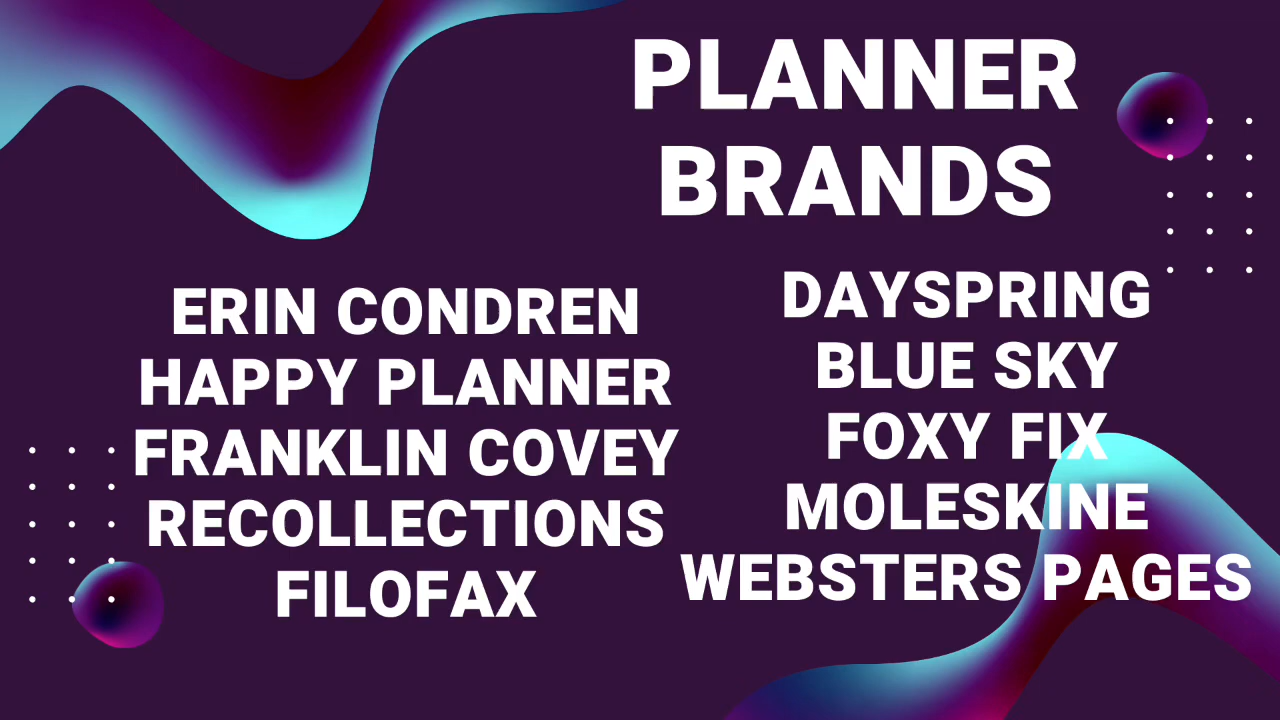 PLANNER
BRANDS
ERIN CONDREN
HAPPY PLANNER
FRANKLIN COVEY
RECOLLECTIONS
FILOFAX
DAYSPRING
BLUE SKY
FOXY FIX
MOLESKINE
WEBSTERS PAGES